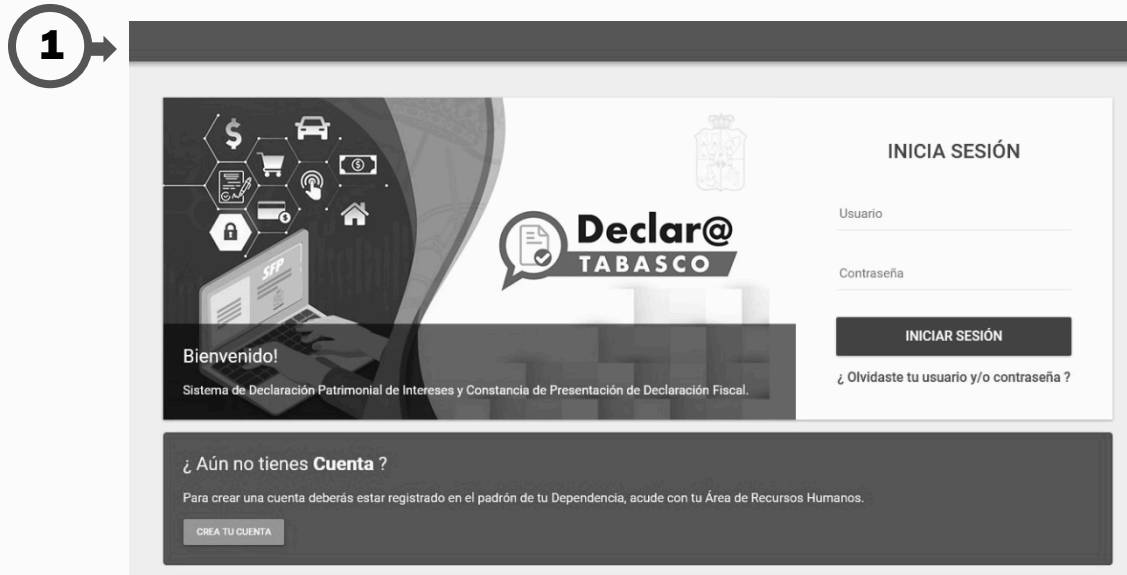 1
INICIA SESIÓN
Usuario
Contraseña
INICIAR SESIÓN
¿ Olvidaste tu usuario y/o contraseña ?
Declar@
TABASCO
SFP
Bienvenido!
Sistema de Declaración Patrimonial de Intereses y Constancia de Presentación de Declaración Fiscal.
¿ Aún no tienes Cuenta ?
Para crear una cuenta deberás estar registrado en el padrón de tu Dependencia, acude con tu Área de Recursos Humanos.
CREA TU CUENTA